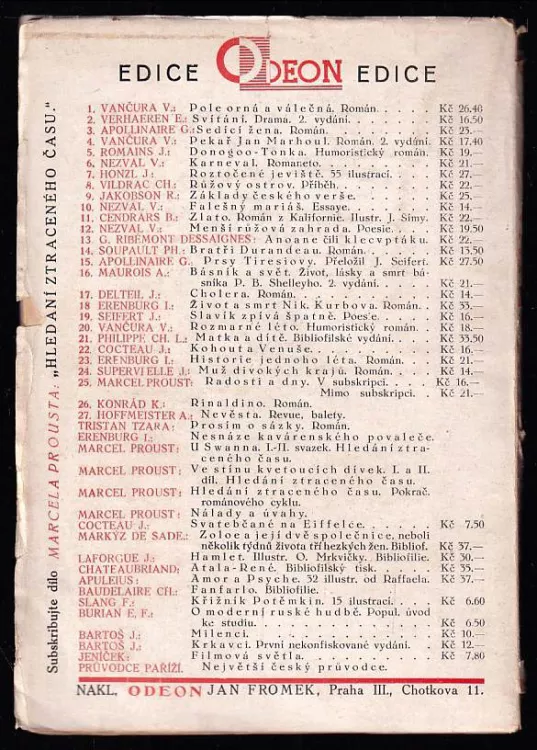 EDICE ODEON EDICE
1. VANČURA V.: Pole orná a válečná. Román. . . . . . Kč 26.40
2. VERHAEREN E.: Svítání. Drama. 2. vydání. . . . . . Kč 16.50
3. APOLLINAIRE G.: Sedící žena. Román. . . . . . . Kč 23.—
4. VANČURA V.: Pekař Jan Marhoul. Román. 2. vydání. Kč 17.40
5. ROMAINS J.: Donogoo-Tonka. Humoristický román. Kč 19.—
6. NEZVAL V.: Karneval. Romaneto. . . . . . . Kč 21.—
7. HONZL J.: Roztočené jeviště. 55 ilustrací. . . . . Kč 27.—
8. VILDRAC CH.: Růžový ostrov. Příběh. . . . . . Kč 22.—
9. JAKOBSON R.: Základy českého verše. . . . . . Kč 25.—
10. NEZVAL V.: Falešný mariáš. Essaye. . . . . . Kč 14.—
11. CENDRARS B.: Zlato. Román z Kalifornie. Ilustr. J. Šímy. Kč 22.—
12. NEZVAL V.: Menší růžová zahrada. Poesie. . . . Kč 19.50
13 G. RIBÉMONT DESSAIGNES: Anoane čili klecvptáku. Kč 22.—
14. SOUPAULT PH.: Bratři Durandeau. Román. . . . Kč 13.50
15. APOLLINAIRE G.: Prsy Tiresiovy. Přeložil J. Seifert. Kč 27.50
16. MAUROIS A.: Básník a svět. Život, lásky a smrt bá-
sníka P. B. Shelleyho. 2. vydání. . . Kč 21.—
17. DELTEIL J.: Cholera. Román. . . . . . . . Kč 14.—
18 ERENBURG I.: Život a smrt Nik. Kurbova. Román. . Kč 33.—
19. SEIFERT J.: Slavík zpívá špatně. Poesie. . . . . Kč 16.—
20. VANČURA V.: Rozmarné léto. Humoristický román. . Kč 18.—
21. PHILIPPE CH. L.: Matka a dítě. Bibliofilské vydání. . . Kč 33.50
22. COCTEAU J.: Kohout a Venuše. . . . . . . Kč 16.—
23. ERENBURG I.: Historie jednoho léta. Román. . . Kč 21.—
24. SUPERVIELLE J.: Muž divokých krajů. Román. . . . Kč 14.—
25. MARCEL PROUST: Radosti a dny. V subskripci. . . . Kč 16.—
Mimo subskripci. . Kč 21.—
26. KONRÁD K.: Rinaldino. Román.
27. HOFFMEISTER A.: Nevěsta. Revue, balety.
TRISTAN TZARA: Prosím o sázky. Román.
ERENBURG I.: Nesnáze kavárenského povaleče.
MARCEL PROUST: U Swanna. I.-II. svazek. Hledání ztra-
ceného času.
MARCEL PROUST: Ve stínu kvetoucích dívek. I. a II.
díl. Hledání ztraceného času.
MARCEL PROUST: Hledání ztraceného času. Pokrač.
románového cyklu.
MARCEL PROUST: Nálady a úvahy.
COCTEAU J.: Svatebčané na Eiffelce. . . . . . Kč 7.50
MARKÝZ DE SADE.: Zoloe a její dvě společnice, neboli
několik týdnů života tří hezkých žen. Bibliof. Kč 37.—
LAFORGUE J.: Hamlet. Illustr. O. Mrkvičky. Bibliofilie. Kč 30.—
CHATEAUBRIAND: Atala-René. Bibliofilský tisk. . . . Kč 35.—
APULEIUS: Amor a Psyche. 32 illustr. od Raffaela. Kč 37.—
BAUDELAIRE CH: Fanfarlo. Bibliofilie.
SLANG F.: Křižník Potěmkin. 15 ilustrací. . . . Kč 6.60
BURIAN E. F.: O moderní ruské hudbě. Popul. úvod
ke studiu. . . . . . . . . . Kč 6.50
BARTOŠ J.: Milenci. . . . . . . . . . Kč 10.—
BARTOŠ J.: Krkavci. První nekonfiskované vydání. . Kč 12.—
JENÍČEK: Filmová světla. . . . . . . . Kč 7.80
PRŮVODCE PAŘÍŽÍ. Největší český průvodce.
NAKL. ODEON JAN FROMEK, Praha III., Chotkova 11.
Subskribujte dílo MARCELA PROUSTA: „HLEDÁNÍ ZTRACENÉHO ČASU."